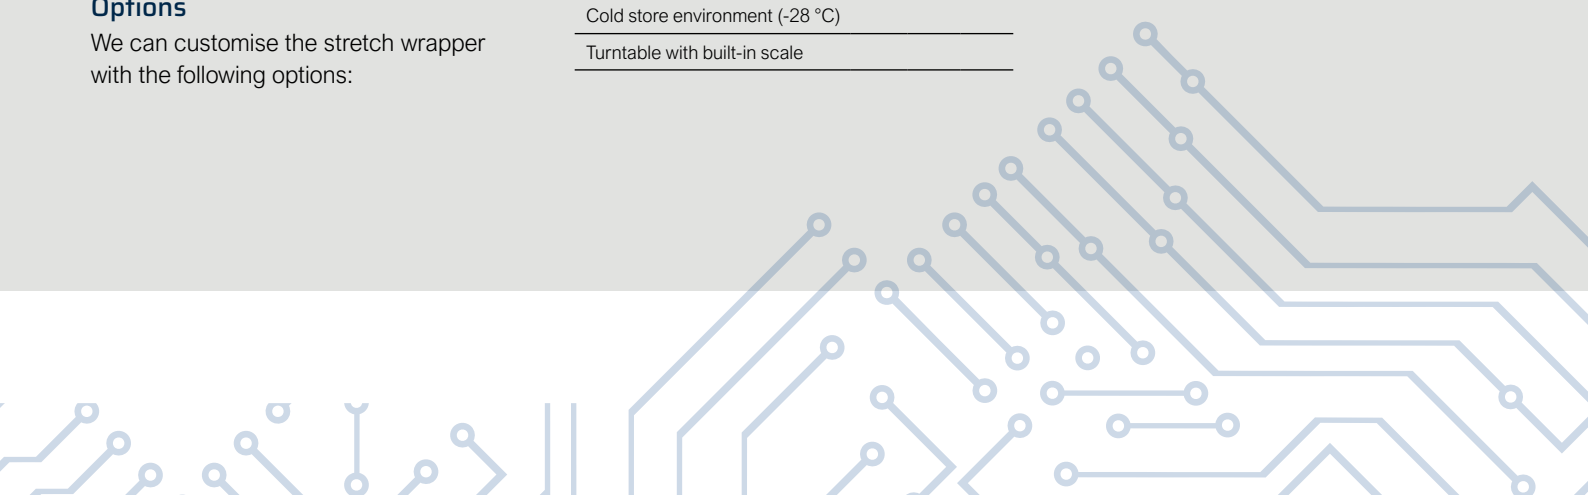 Options
We can customise the stretch wrapper
with the following options:
Cold store environment (-28 °C)
Turntable with built-in scale